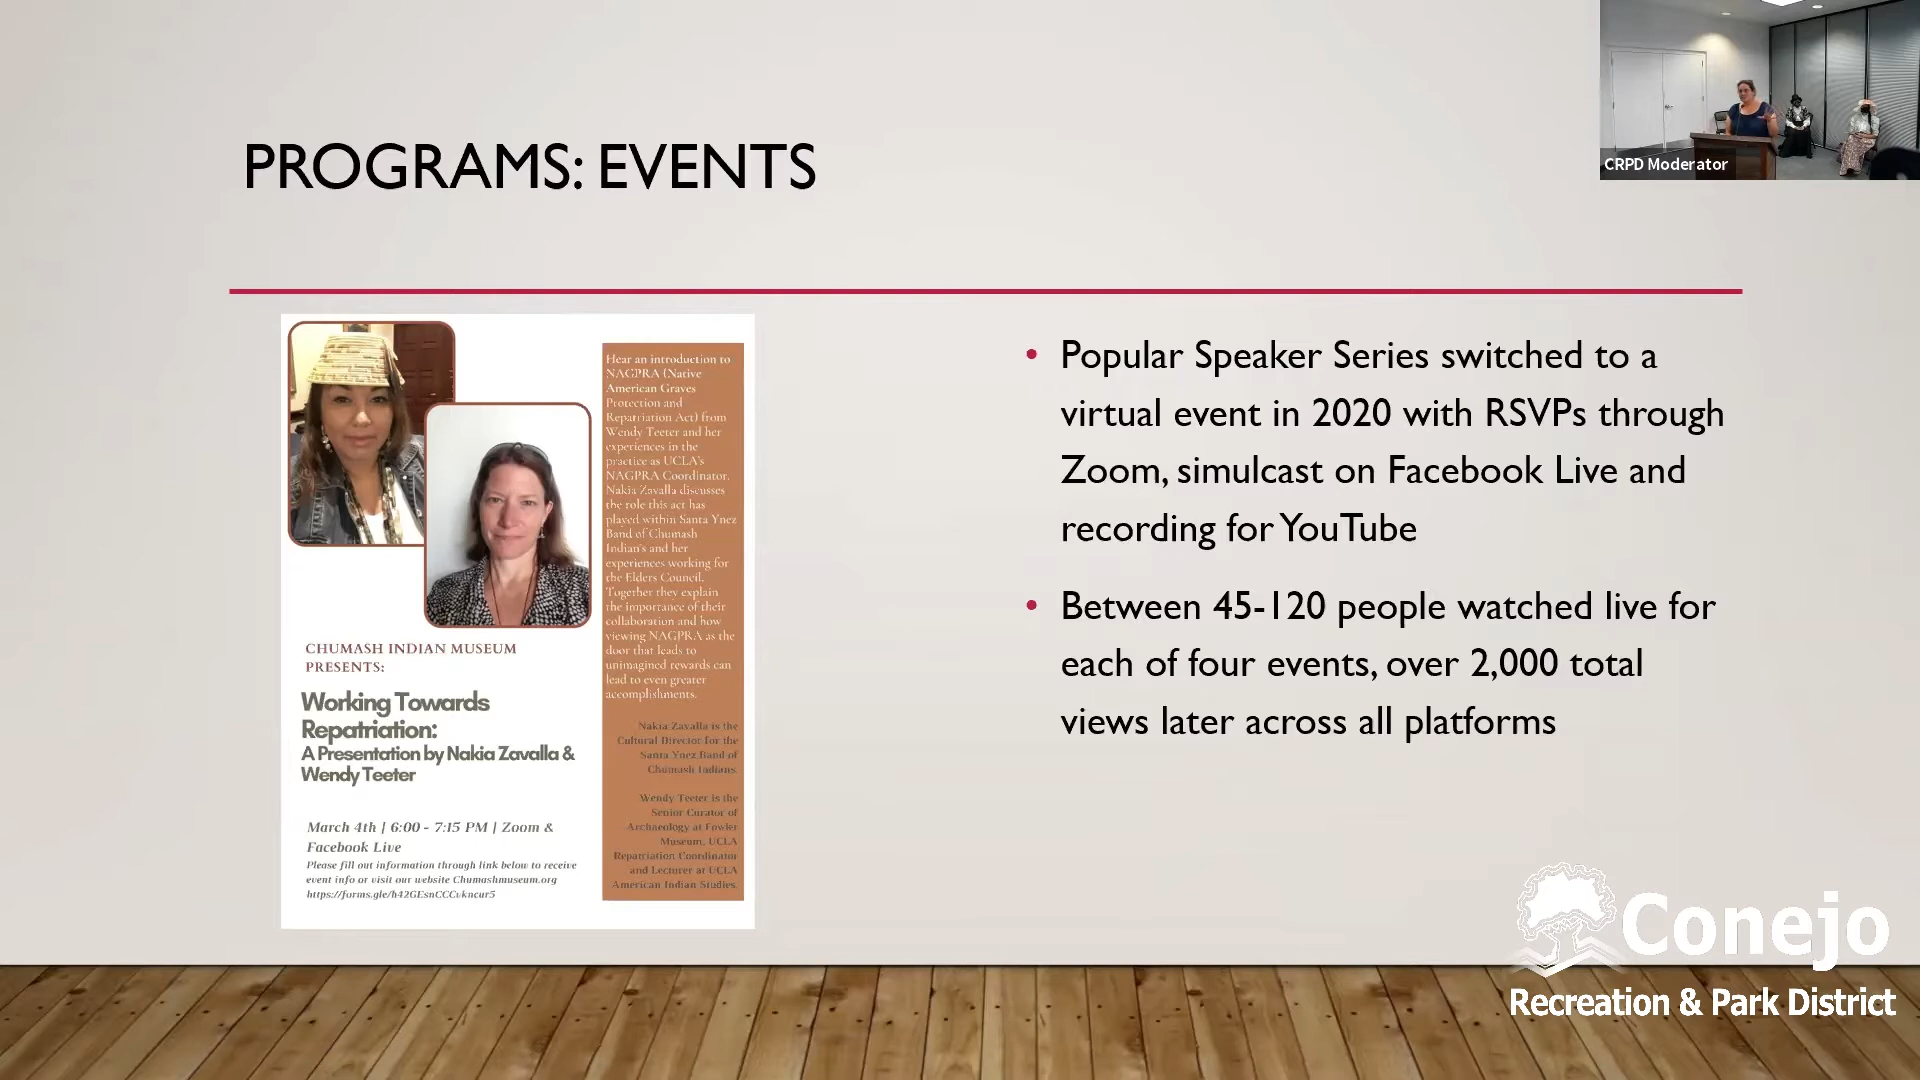 PROGRAMS: EVENTS
CRPD Moderator
Hear an introduction to
NAGPRA (Native
American Graves
Protection and
Repatriation Act) from
Wendy Teeter and her
experiences in the
practice as UCLA's
NAGPRA Coordinator.
Nakia Zavalla discusses
the role this act has
played within Santa Ynez
Band of Chumash
Indian's and her
experiences working for
the Elders Council.
Together they explain
the importance of their
collaboration and how
viewing NAGPRA as the
door that leads to
unimagined rewards can
lead to even greater
accomplishments.
Nakia Zavalla is the
Cultural Director for the
Santa Ynez Band of
Chumash Indians.
Wendy Teeter is the
Senior Curator of
Archaeology at Fowler
Museum, UCLA
Repatriation Coordinator
and Lecturer at UCLA
American Indian Studies.
CHUMASH INDIAN MUSEUM
PRESENTS:
Working Towards
Repatriation:
A Presentation by Nakia Zavalla &
Wendy Teeter
March 4th | 6:00 - 7:15 PM | Zoom &
Facebook Live
Please fill out information through link below to receive
event info or visit our website Chumashmuseum.org
• Popular Speaker Series switched to a
virtual event in 2020 with RSVPs through
Zoom, simulcast on Facebook Live and
recording for YouTube
• Between 45-120 people watched live for
each of four events, over 2,000 total
views later across all platforms
Conejo
Recreation & Park District